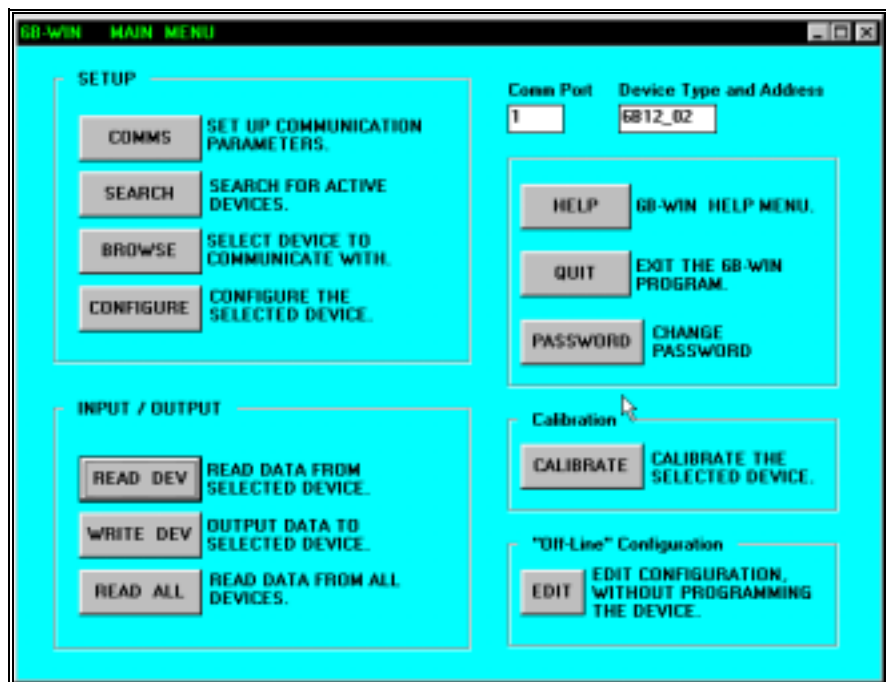 6B-WIN MAIN MENU
SETUP
COMMS
SET UP COMMUNICATION
PARAMETERS.
SEARCH
SEARCH FOR ACTIVE
DEVICES.
BROWSE
SELECT DEVICE TO
COMMUNICATE WITH.
CONFIGURE
CONFIGURE THE
SELECTED DEVICE.
INPUT / OUTPUT
READ DEV
READ DATA FROM
SELECTED DEVICE.
WRITE DEV
OUTPUT DATA TO
SELECTED DEVICE.
READ ALL
READ DATA FROM ALL
DEVICES.
Comm Port
1
Device Type and Address
6B12_02
HELP
6B-WIN HELP MENU.
QUIT
EXIT THE 6B-WIN
PROGRAM.
PASSWORD
CHANGE
PASSWORD
Calibration
CALIBRATE
CALIBRATE THE
SELECTED DEVICE.
"Off-Line" Configuration
EDIT
EDIT CONFIGURATION,
WITHOUT PROGRAMMING
THE DEVICE.